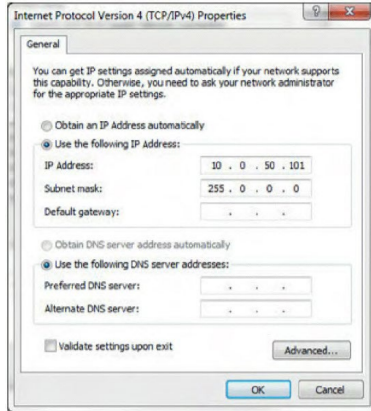 Internet Protocol Version 4 (TCP/IPv4) Properties
General
You can get IP settings assigned automatically if your network supports
this capability. Otherwise, you need to ask your network administrator
for the appropriate IP settings.
Obtain an IP Address automatically
Use the following IP Address:
IP Address: 10 . 0 . 50 . 101
Subnet mask: 255 . 0 . 0 . 0
Default gateway: . . .
Obtain DNS server address automatically
Use the following DNS server addresses:
Preferred DNS server: . . .
Alternate DNS server: . . .
Validate settings upon exit
Advanced...
OK Cancel